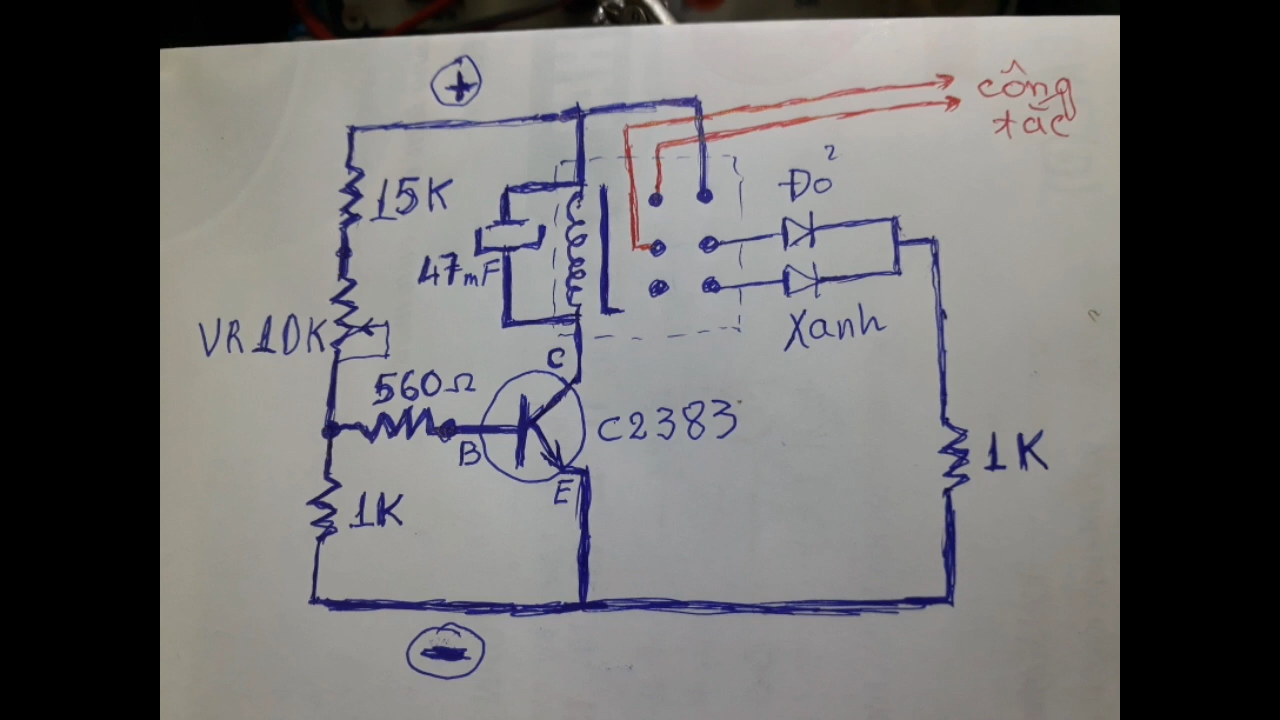 +
công
tắc
15K
Đỏ
47mF
VR10K
Xanh
C
560Ω
C2383
B
1K
E
1K
−